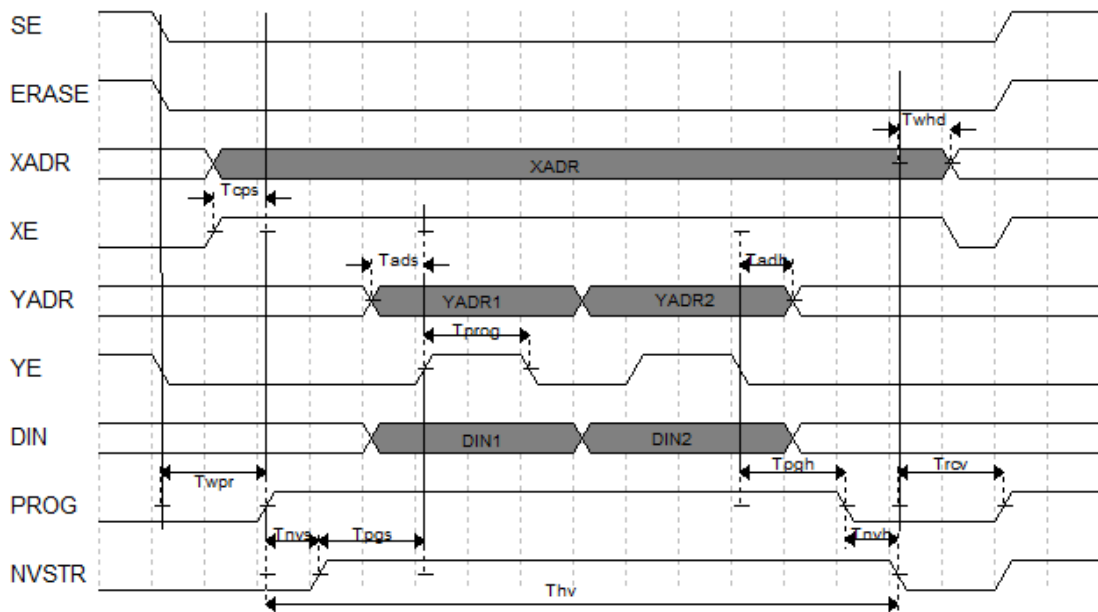 SE
ERASE
Twhd
XADR XADR
Tcps
XE
Tads Tadh
YADR YADR1 YADR2
Tprog
YE
DIN DIN1 DIN2
Twpr Tpgh Trcv
PROG
Tnvs Tpgs Tnvh
NVSTR
Thv